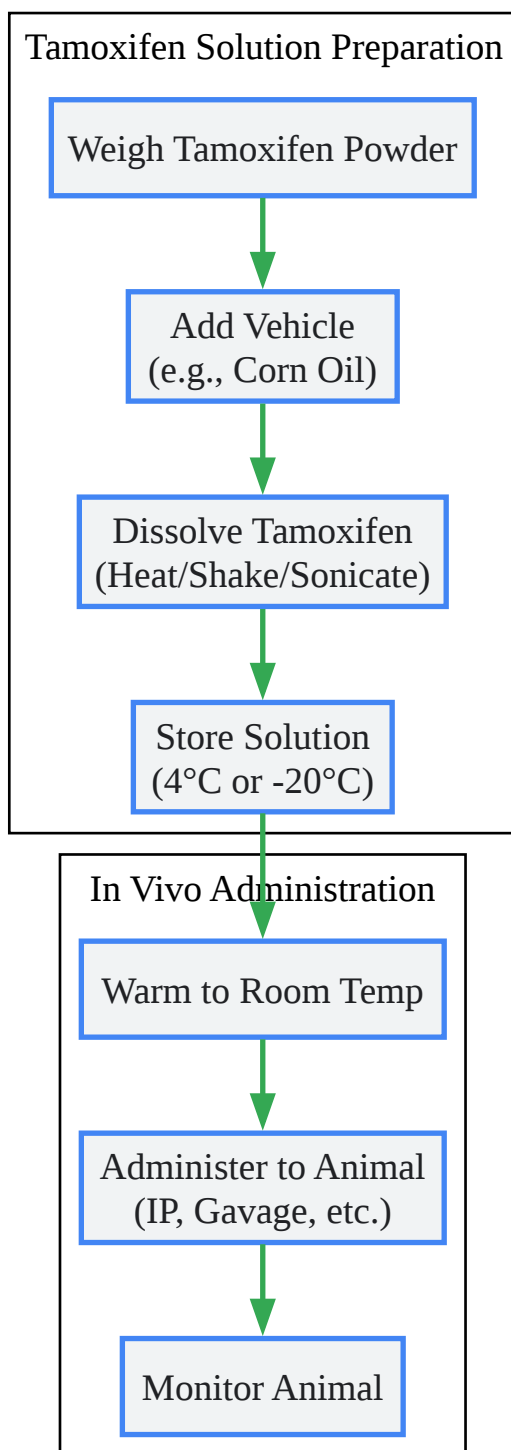 Tamoxifen Solution Preparation
Weigh Tamoxifen Powder
Add Vehicle
(e.g., Corn Oil)
Dissolve Tamoxifen
(Heat/Shake/Sonicate)
Store Solution
(4°C or -20°C)
In Vivo Administration
Warm to Room Temp
Administer to Animal
(IP, Gavage, etc.)
Monitor Animal